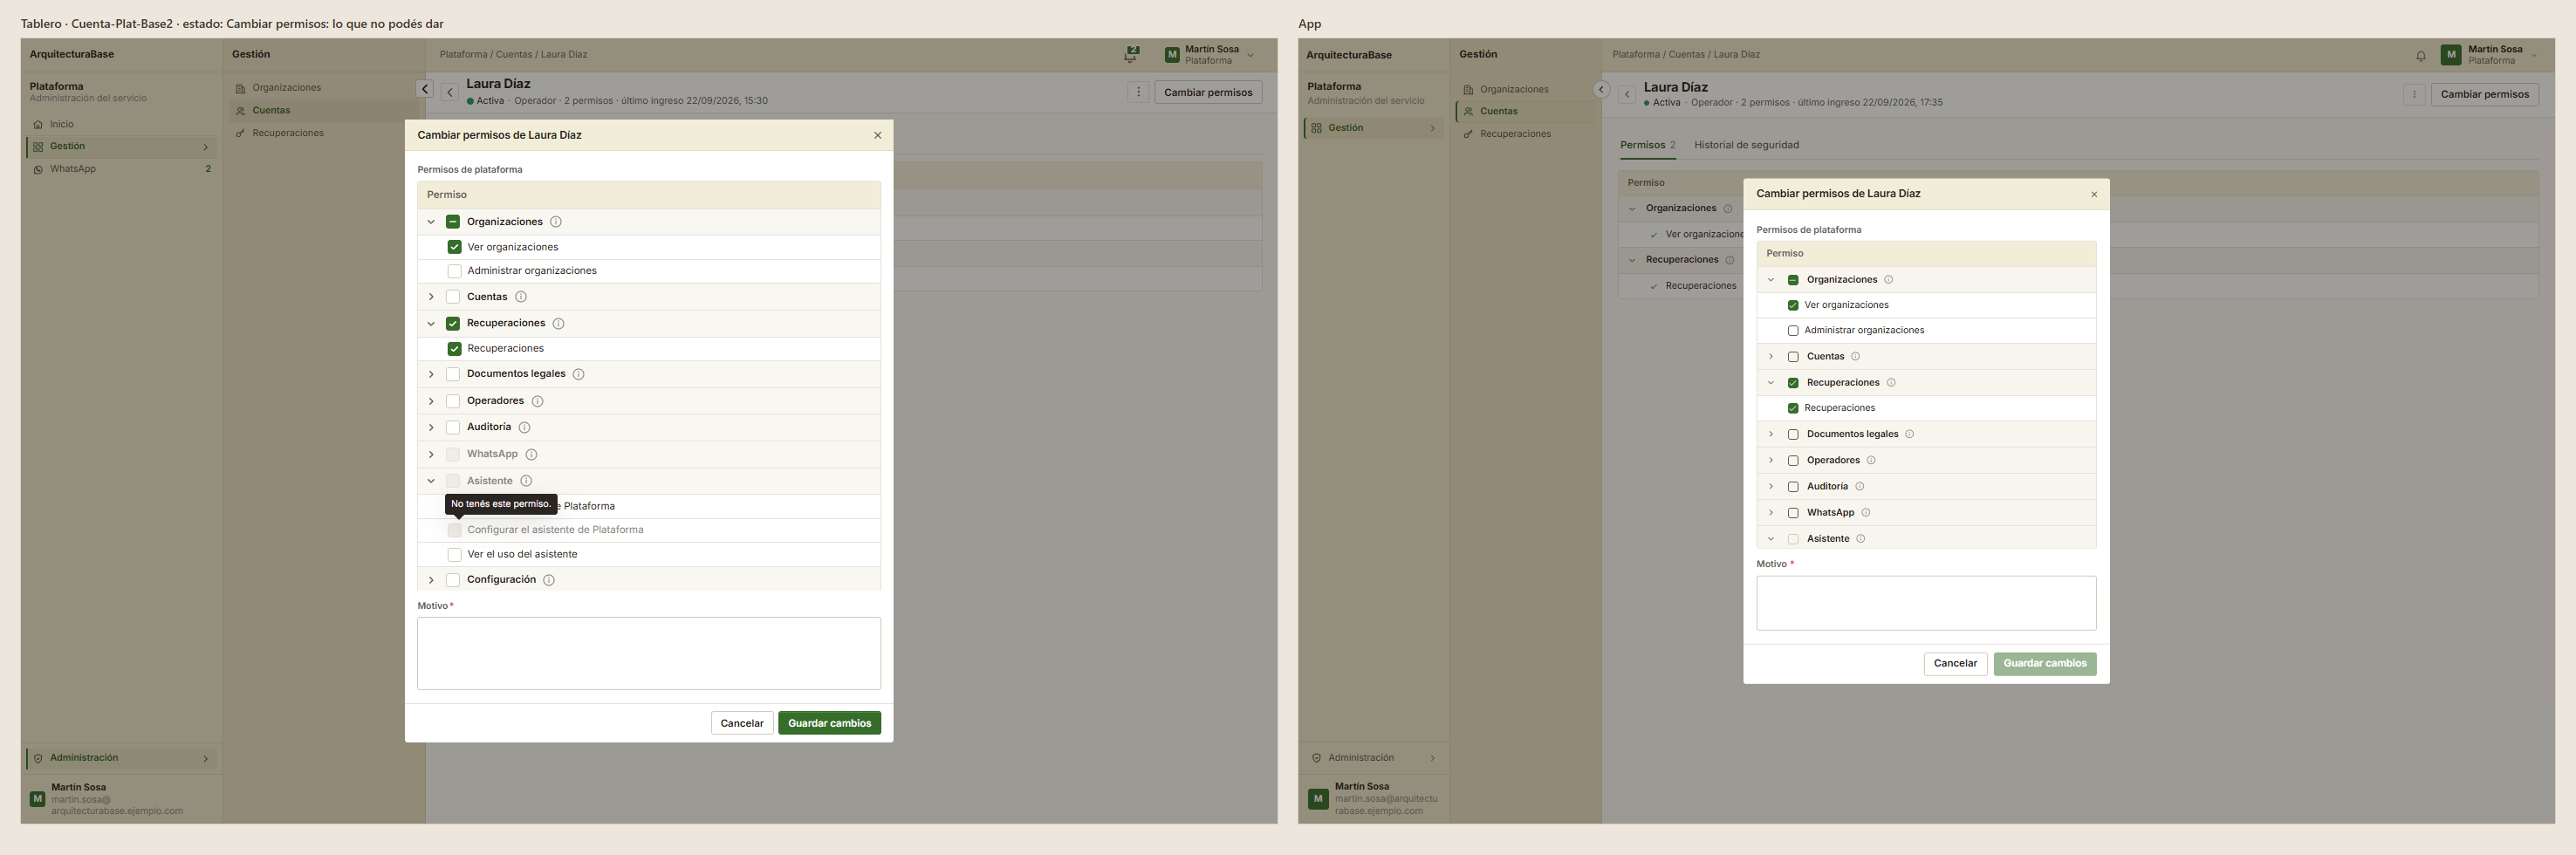 Tablero · Cuenta-Plat-Base2 · estado: Cambiar permisos: lo que no podés dar
ArquitecturaBase
Gestión
Plataforma / Cuentas / Laura Díaz
2
M
Martín Sosa
Plataforma
Plataforma
Administración del servicio
Inicio
Gestión
WhatsApp
2
Organizaciones
Cuentas
Recuperaciones
Laura Díaz
Activa · Operador · 2 permisos · último ingreso 22/09/2026, 15:30
Cambiar permisos
Cambiar permisos de Laura Díaz
Permisos de plataforma
Permiso
Organizaciones
Ver organizaciones
Administrar organizaciones
Cuentas
Recuperaciones
Recuperaciones
Documentos legales
Operadores
Auditoría
WhatsApp
Asistente
No tenés este permiso.
e Plataforma
Configurar el asistente de Plataforma
Ver el uso del asistente
Configuración
Motivo *
Cancelar
Guardar cambios
Administración
M
Martín Sosa
martin.sosa@
arquitecturabase.ejemplo.com
App
ArquitecturaBase
Gestión
Plataforma / Cuentas / Laura Díaz
M
Martín Sosa
Plataforma
Plataforma
Administración del servicio
Gestión
Organizaciones
Cuentas
Recuperaciones
Laura Díaz
Activa · Operador · 2 permisos · último ingreso 22/09/2026, 17:35
Cambiar permisos
Permisos 2
Historial de seguridad
Permiso
Organizaciones
Ver organizacione
Recuperaciones
Recuperaciones
Cambiar permisos de Laura Díaz
Permisos de plataforma
Permiso
Organizaciones
Ver organizaciones
Administrar organizaciones
Cuentas
Recuperaciones
Recuperaciones
Documentos legales
Operadores
Auditoría
WhatsApp
Asistente
Motivo *
Cancelar
Guardar cambios
Administración
M
Martín Sosa
martin.sosa@arquitectu
rabase.ejemplo.com